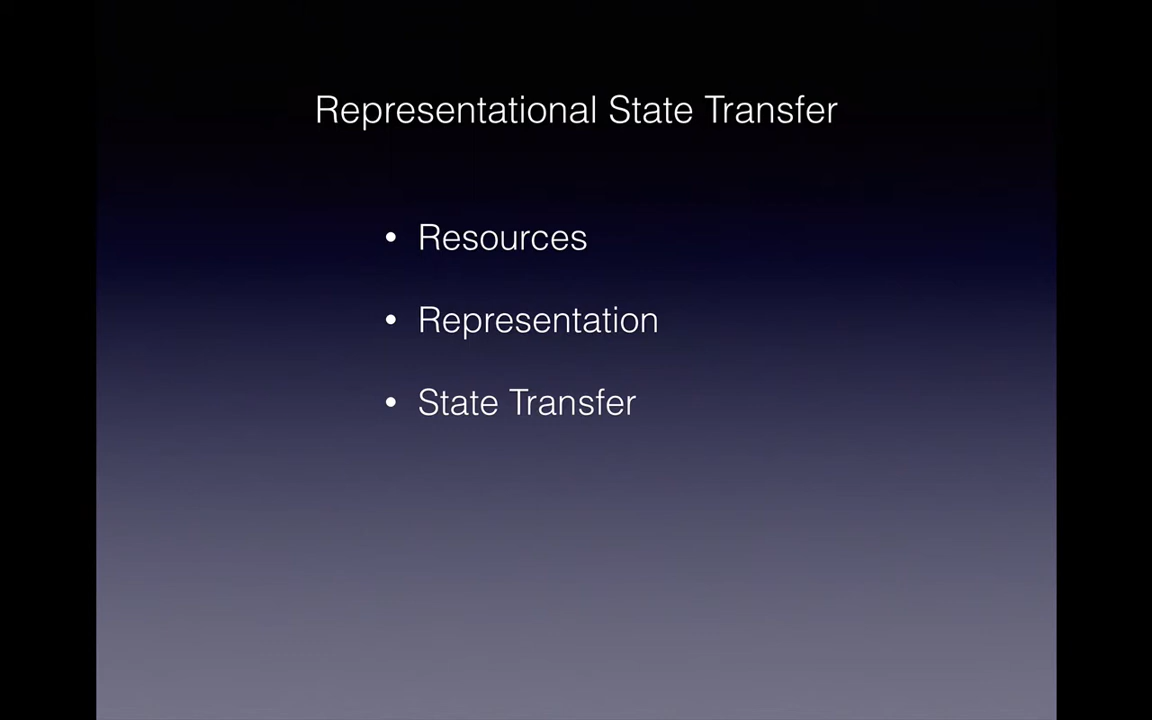 Representational State Transfer
• Resources
• Representation
• State Transfer